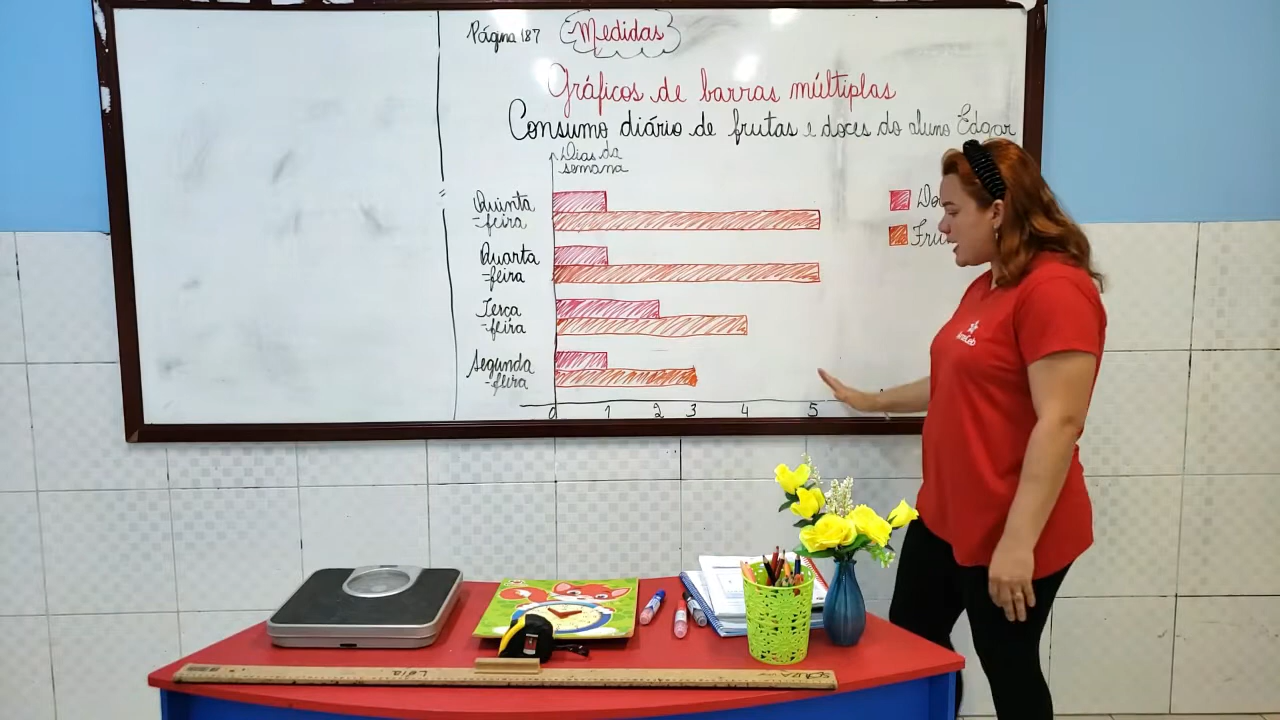 Página 187
Medidas
Gráficos de barras múltiplas
Consumo diário de frutas e doces do aluno Edgar
Dias da
semana
Quinta
-feira
Quarta
-feira
Terça
-feira
Segunda
-feira
0 1 2 3 4 5
Léia